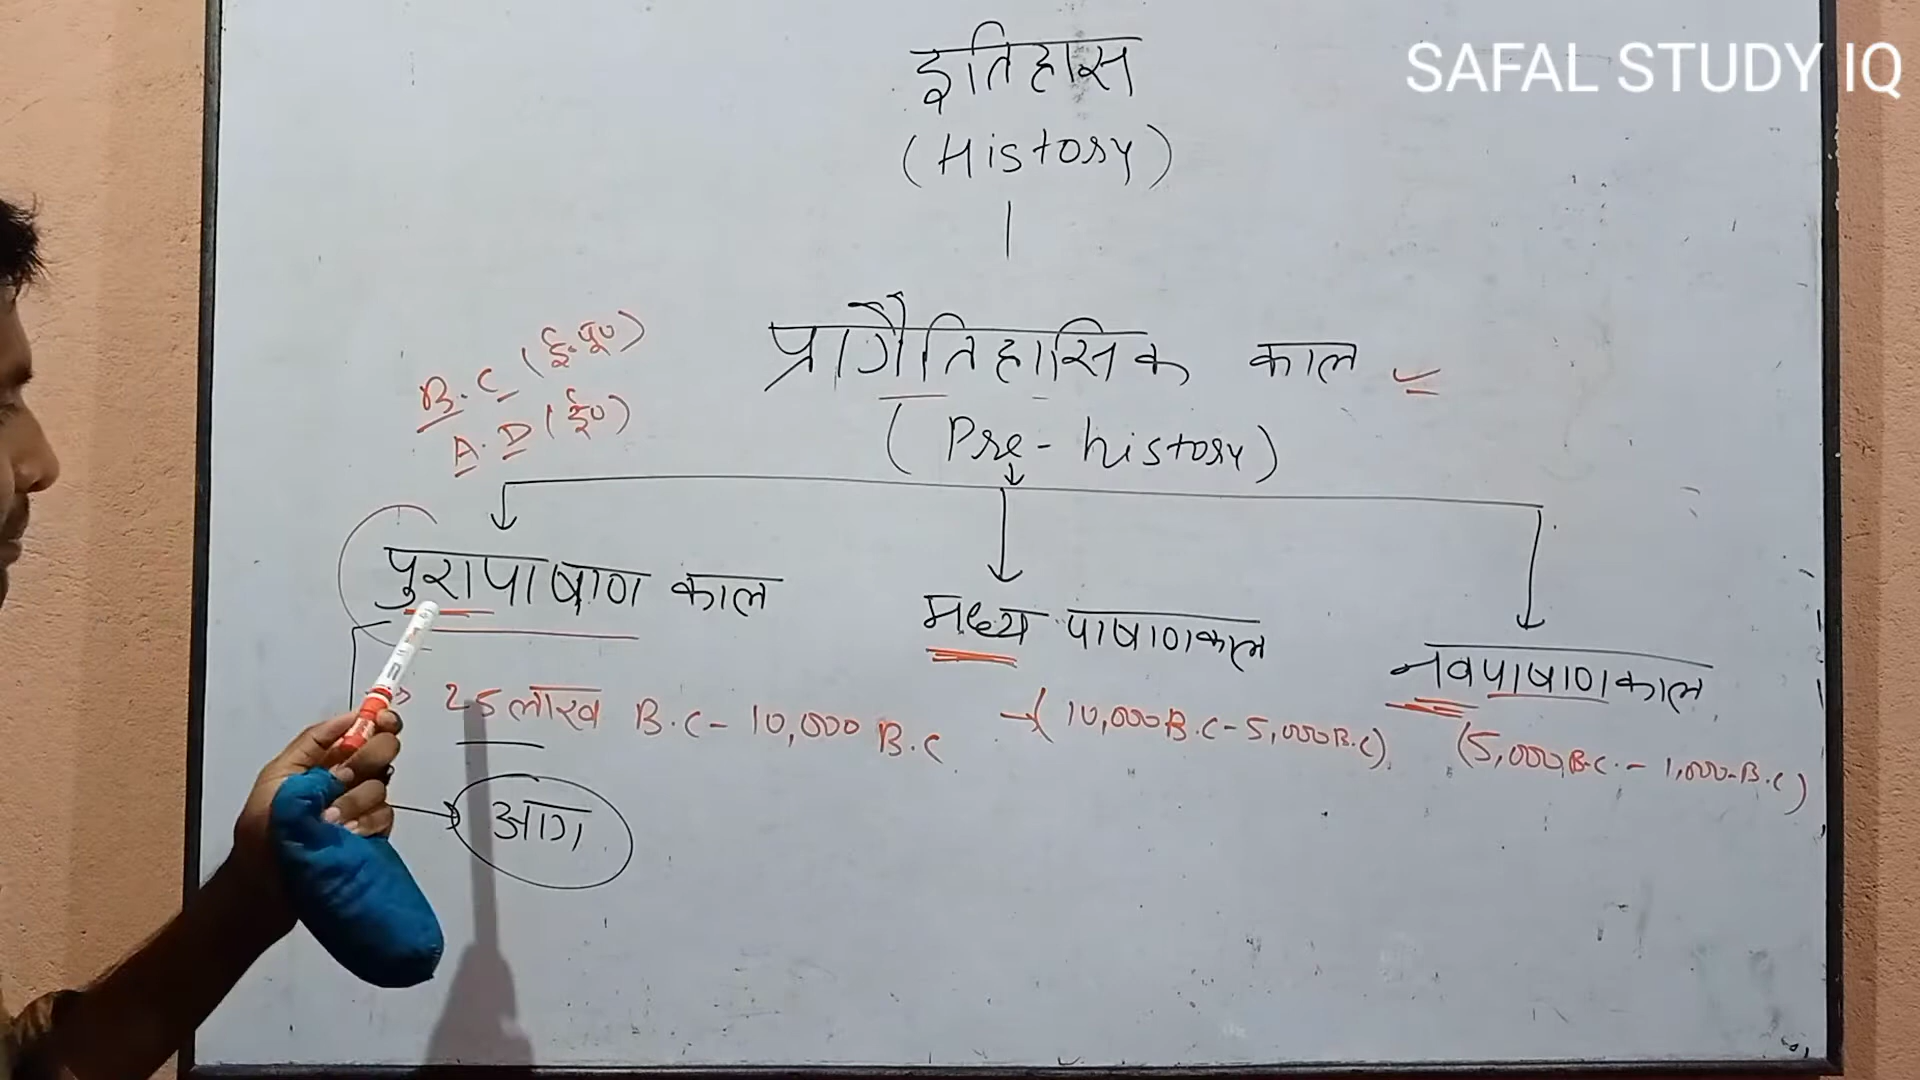 SAFAL STUDY IQ
इतिहास
(History)
प्रागैतिहासिक काल
(Pre-history)
B.C (ई.पू०)
A.D (ई०)
पुरापाषाण काल
25 लाख B.C - 10,000 B.C
आग
मध्य पाषाणकाल
(10,000 B.C - 5,000 B.C)
नवपाषाणकाल
(5,000 B.C. - 1,000 B.C)